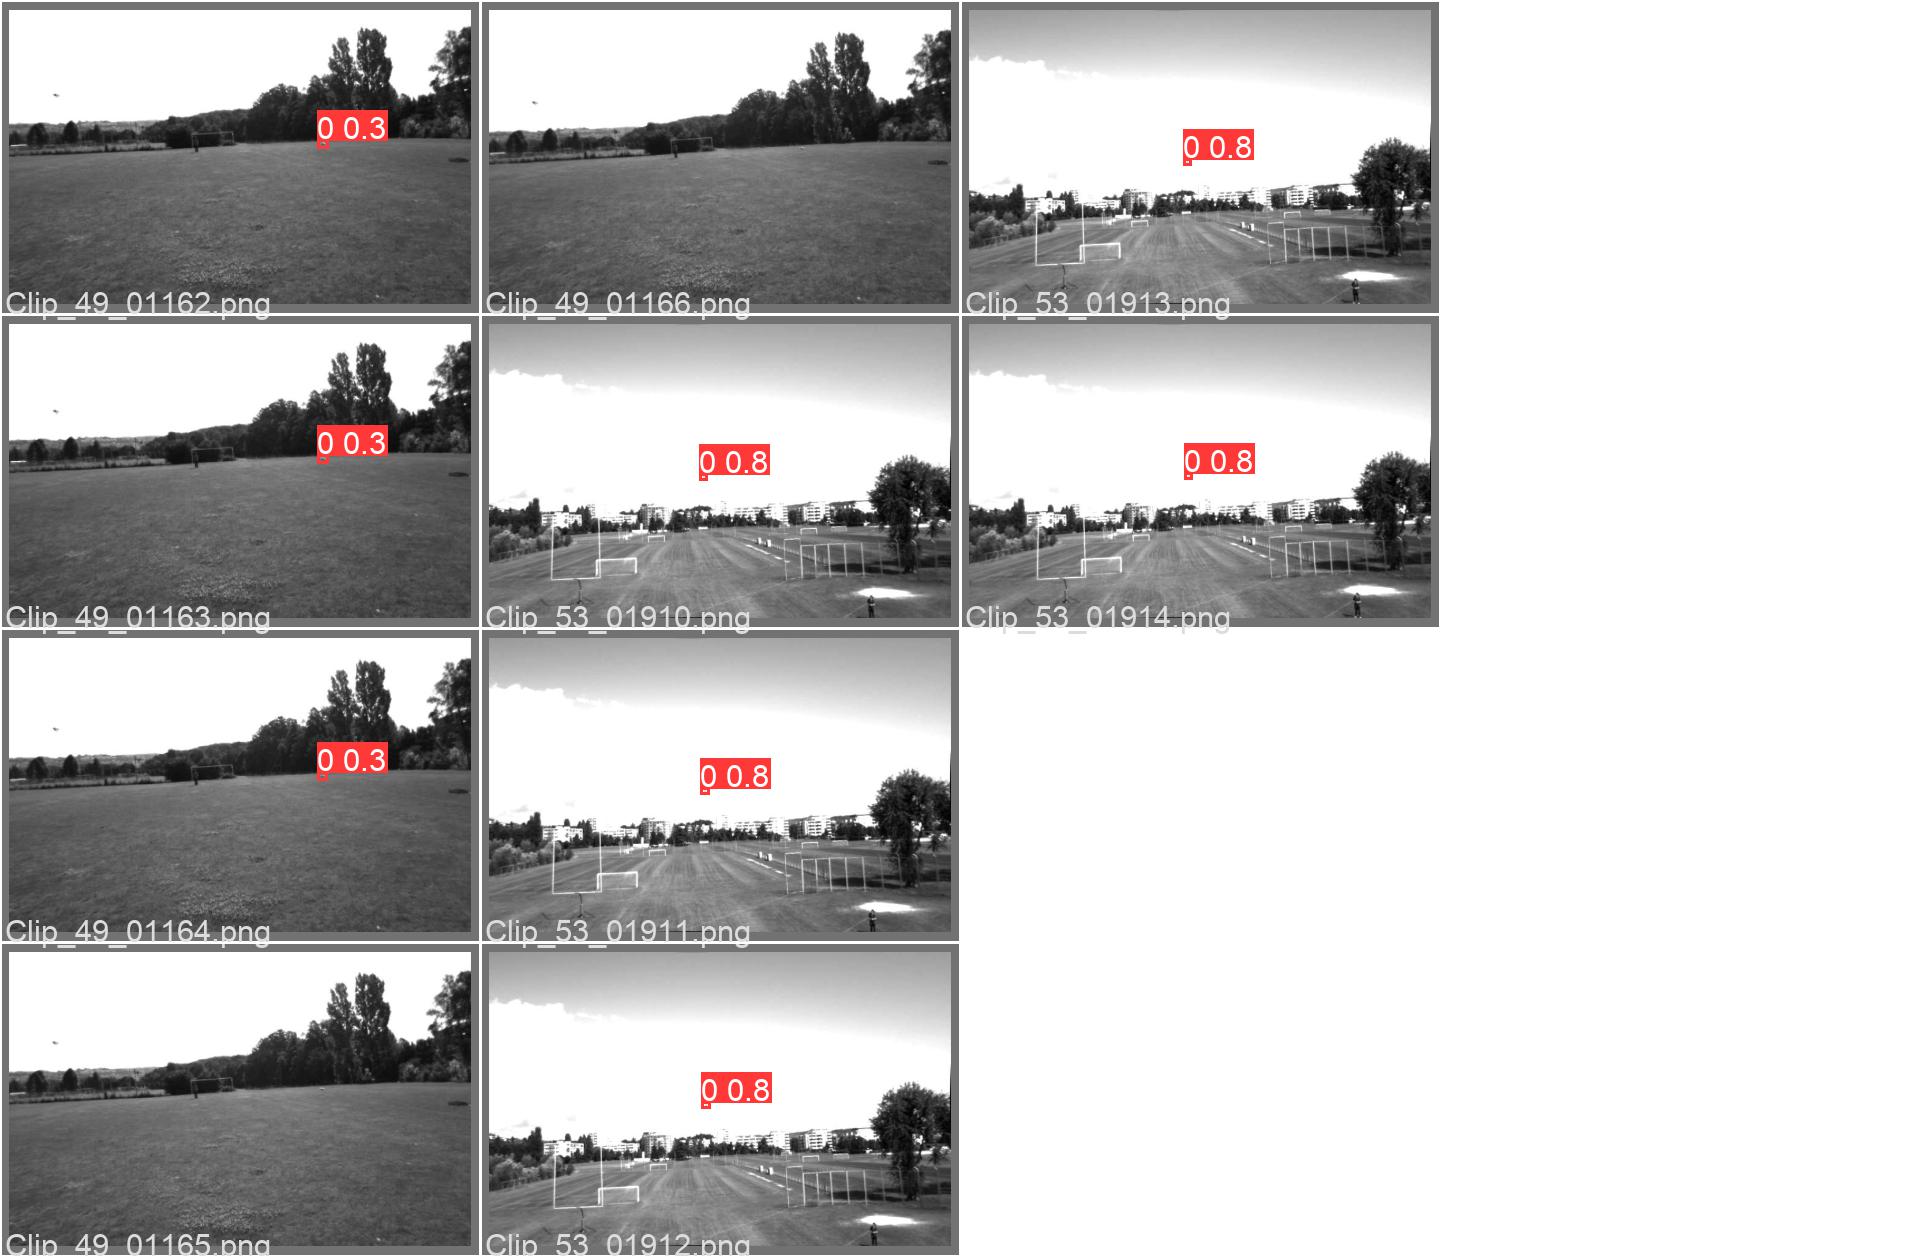 0 0.3
Clip_49_01162.png
Clip_49_01166.png
0 0.8
Clip_53_01913.png
0 0.3
Clip_49_01163.png
0 0.8
Clip_53_01910.png
0 0.8
Clip_53_01914.png
0 0.3
Clip_49_01164.png
0 0.8
Clip_53_01911.png
Clip_49_01165.png
0 0.8
Clip_53_01912.png